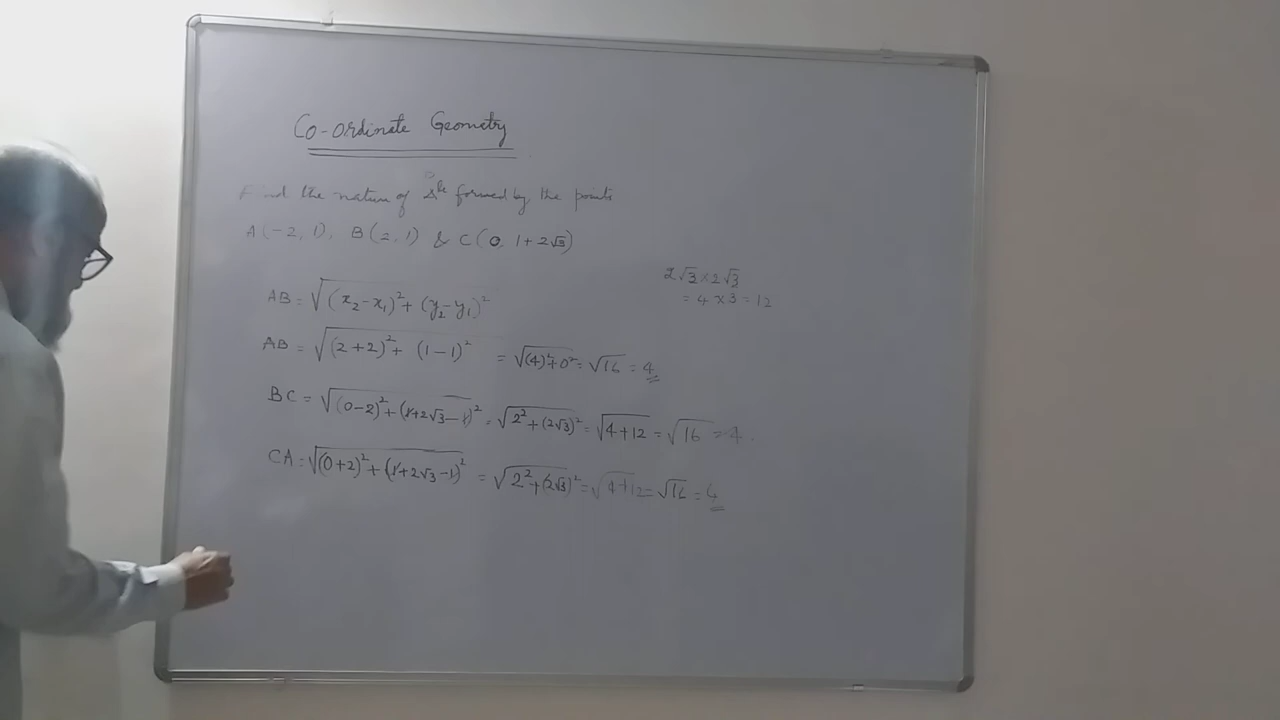 Co-ordinate Geometry
Find the nature of Δle formed by the points
A(-2, 1), B(2, 1) & C(0, 1+2√3)
2√3×2√3
= 4×3 = 12
AB = √(x₂-x₁)²+(y₂-y₁)²
AB = √(2+2)²+ (1-1)² = √(4)²+0² = √16 = 4
BC = √(0-2)²+(1+2√3-1)² = √2²+(2√3)² = √4+12 = √16 = 4
CA = √(0+2)²+(1+2√3-1)² = √2²+(2√3)² = √4+12 = √16 = 4